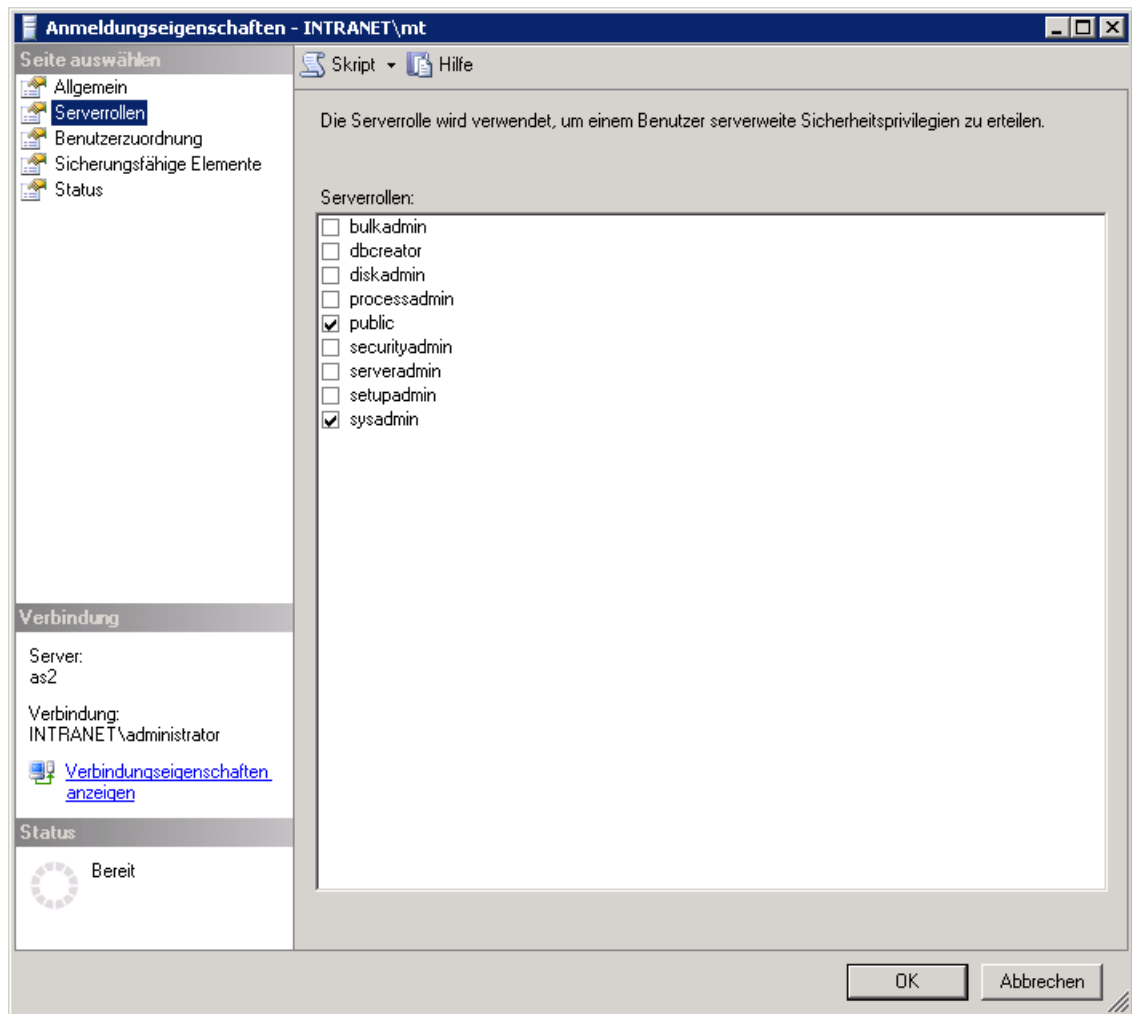 Anmeldungseigenschaften - INTRANET\mt
Seite auswählen
Allgemein
Serverrollen
Benutzerzuordnung
Sicherungsfähige Elemente
Status
Skript
Hilfe
Die Serverrolle wird verwendet, um einem Benutzer serverweite Sicherheitsprivilegien zu erteilen.
Serverrollen:
bulkadmin
dbcreator
diskadmin
processadmin
public
securityadmin
serveradmin
setupadmin
sysadmin
Verbindung
Server:
as2
Verbindung:
INTRANET\administrator
Verbindungseigenschaften
anzeigen
Status
Bereit
OK
Abbrechen